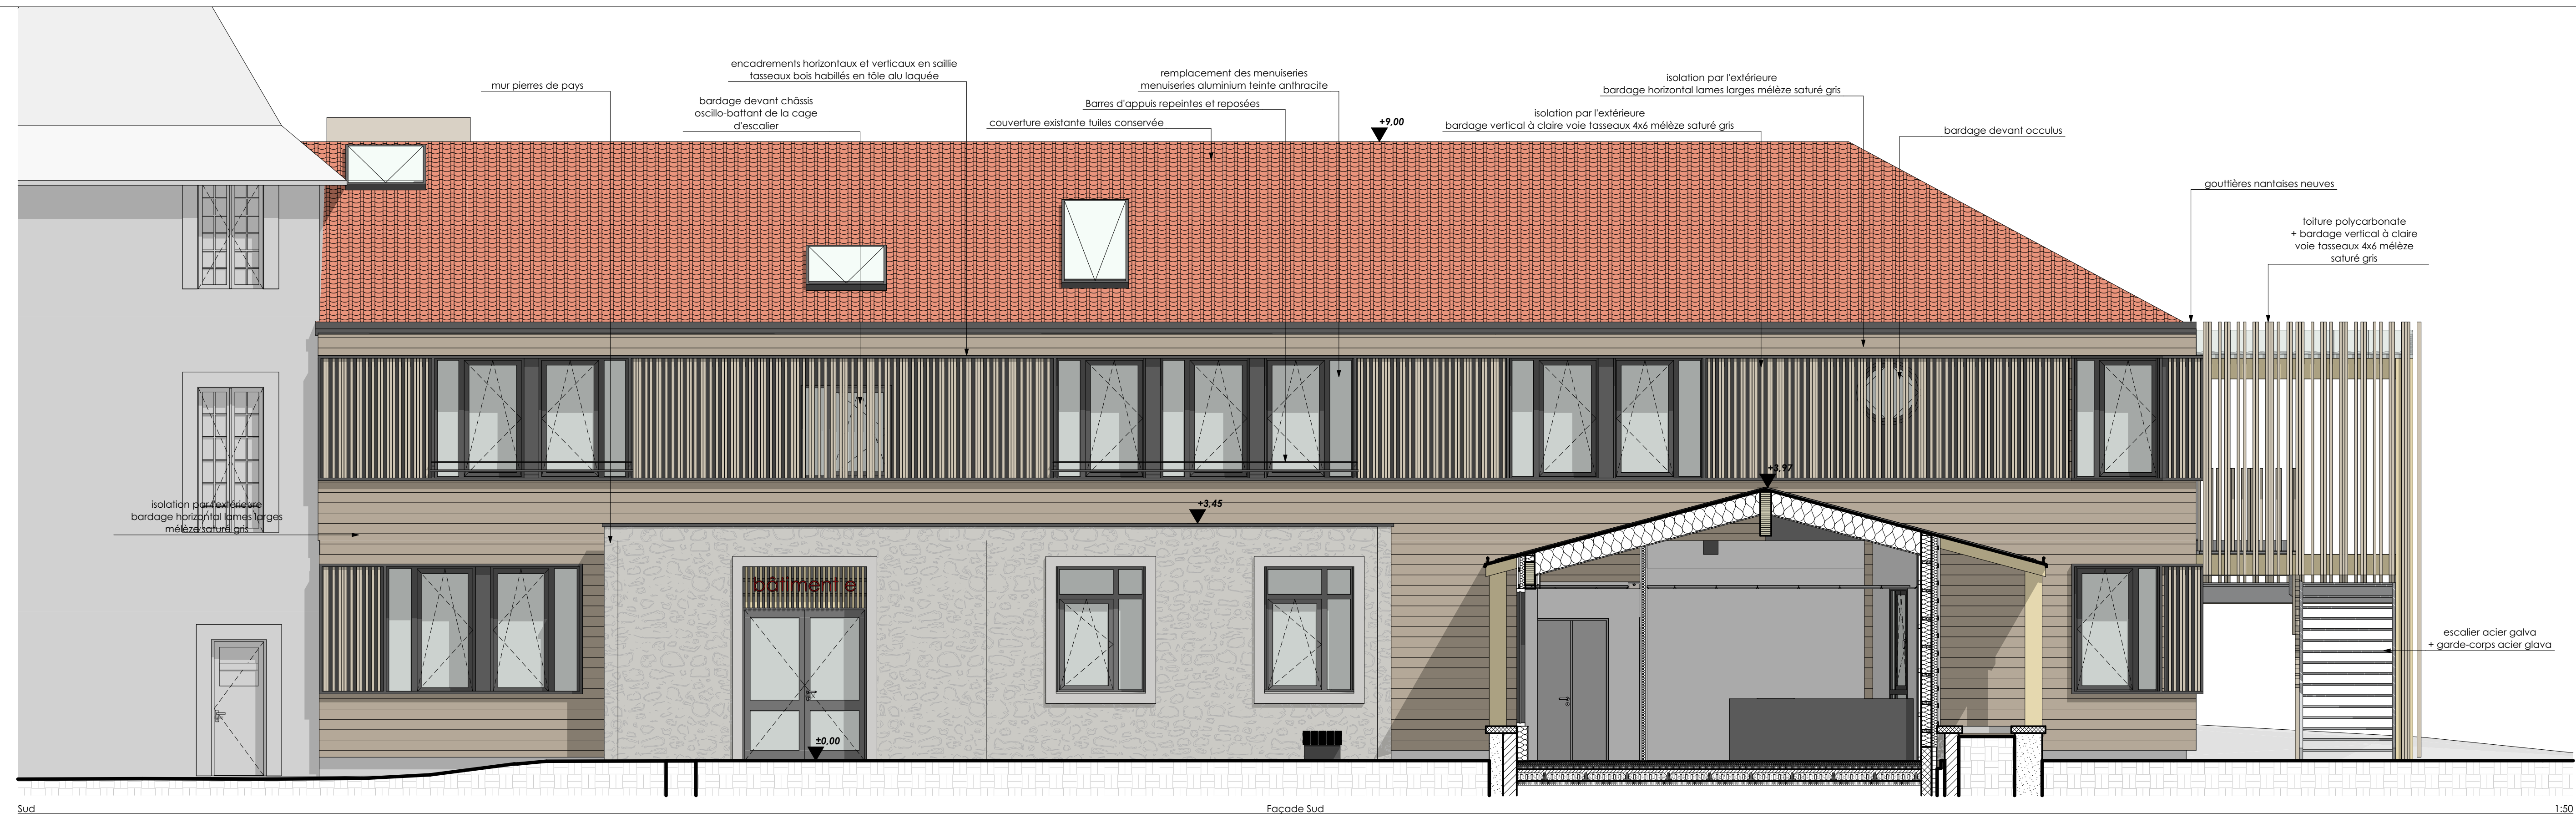 encadrements horizontaux et verticaux en saillie
tasseaux bois habillés en tôle alu laquée
mur pierres de pays
bardage devant châssis
oscillo-battant de la cage
d'escalier
remplacement des menuiseries
menuiseries aluminium teinte anthracite
Barres d'appuis repeintes et reposées
couverture existante tuiles conservée
+9,00
isolation par l'extérieure
bardage horizontal lames larges mélèze saturé gris
isolation par l'extérieure
bardage vertical à claire voie tasseaux 4x6 mélèze saturé gris
bardage devant occulus
gouttières nantaises neuves
toiture polycarbonate
+ bardage vertical à claire
voie tasseaux 4x6 mélèze
saturé gris
+3,97
+3,45
isolation par l'extérieure
bardage horizontal lames larges
mélèze saturé gris
bâtiment e
escalier acier galva
+ garde-corps acier glava
±0,00
Sud
Façade Sud
1:50